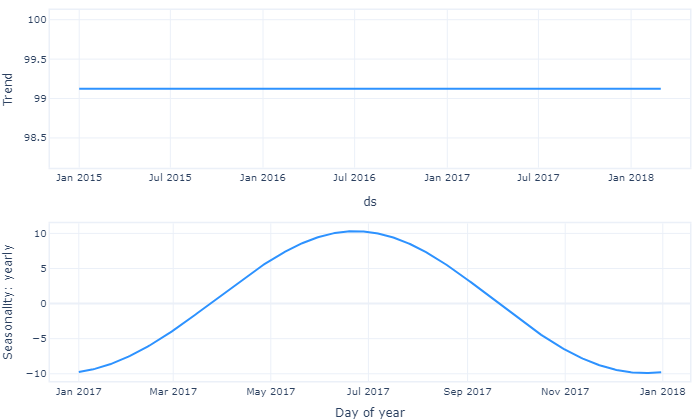 100
99.5
99
98.5
Trend
Jan 2015 Jul 2015 Jan 2016 Jul 2016 Jan 2017 Jul 2017 Jan 2018
ds
10
5
0
−5
−10
Seasonality: yearly
Jan 2017 Mar 2017 May 2017 Jul 2017 Sep 2017 Nov 2017 Jan 2018
Day of year